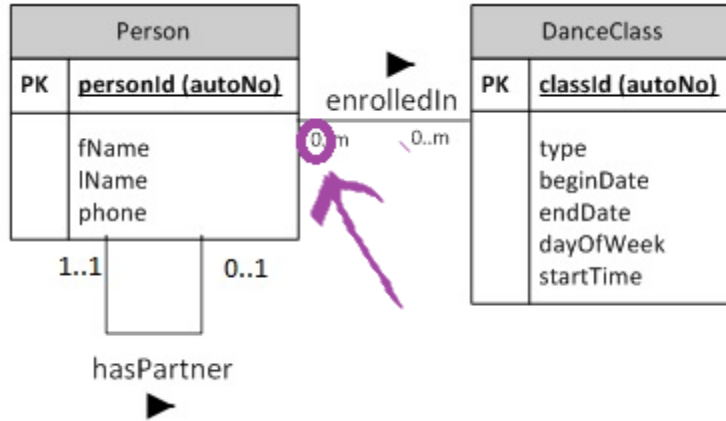 Person
PK personId (autoNo)
fName
lName
phone
enrolledIn
0..m 0..m
DanceClass
PK classId (autoNo)
type
beginDate
endDate
dayOfWeek
startTime
1..1 0..1
hasPartner